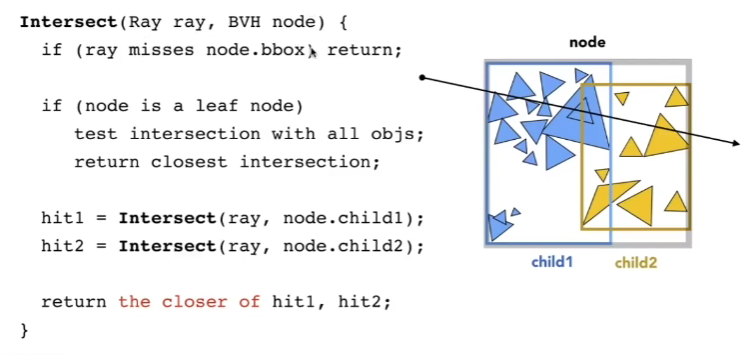 Intersect(Ray ray, BVH node) {
if (ray misses node.bbox) return;
if (node is a leaf node)
test intersection with all objs;
return closest intersection;
hit1 = Intersect(ray, node.child1);
hit2 = Intersect(ray, node.child2);
return the closer of hit1, hit2;
}
node
child1
child2